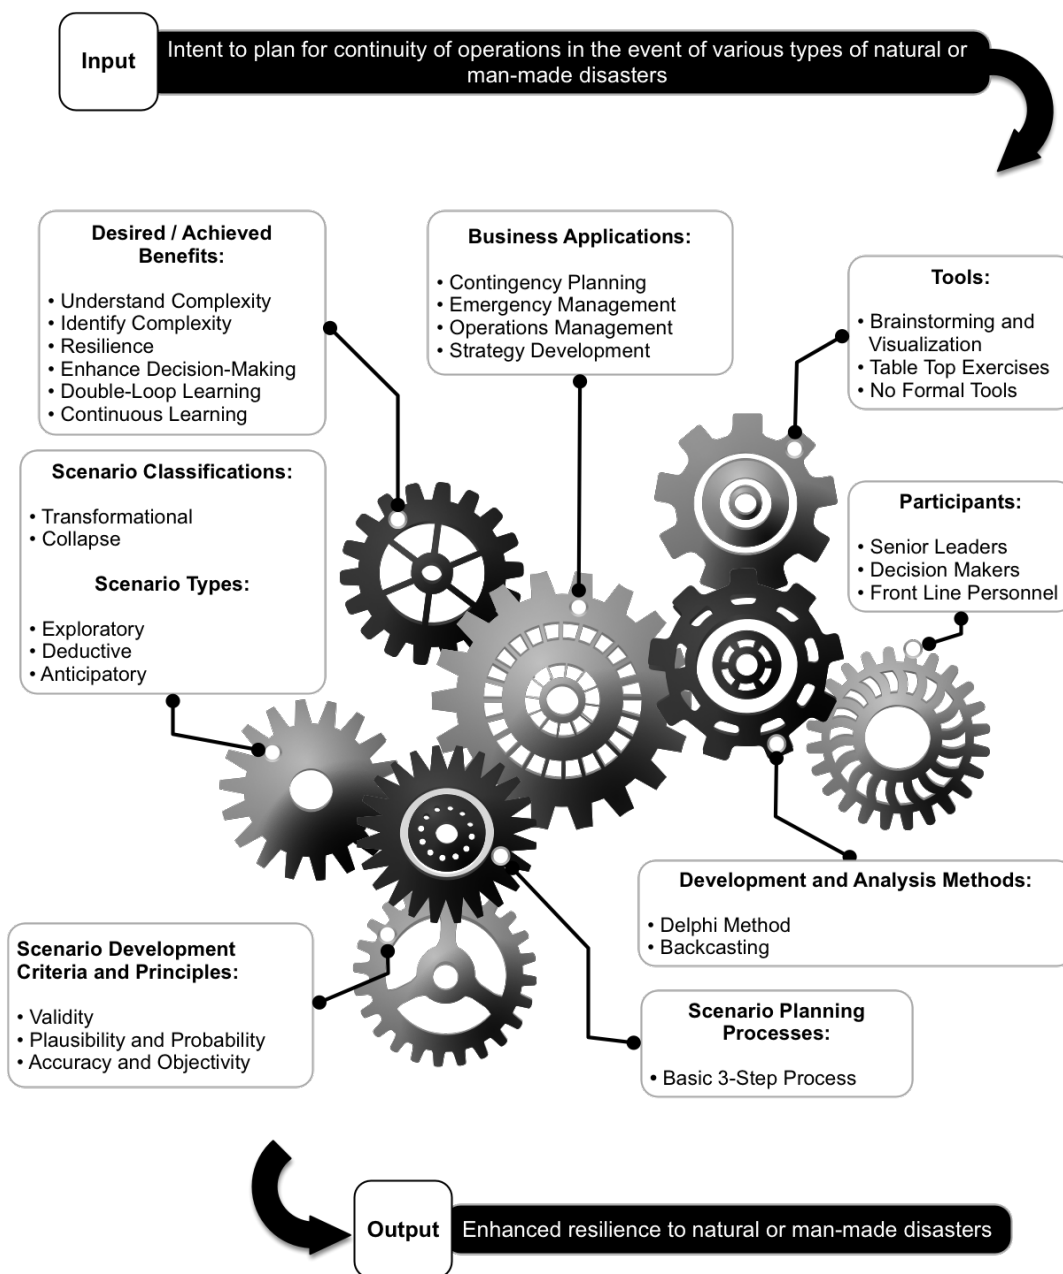 Input
Intent to plan for continuity of operations in the event of various types of natural or
man-made disasters
Desired / Achieved
Benefits:
• Understand Complexity
• Identify Complexity
• Resilience
• Enhance Decision-Making
• Double-Loop Learning
• Continuous Learning
Business Applications:
• Contingency Planning
• Emergency Management
• Operations Management
• Strategy Development
Tools:
• Brainstorming and
Visualization
• Table Top Exercises
• No Formal Tools
Scenario Classifications:
• Transformational
• Collapse
Scenario Types:
• Exploratory
• Deductive
• Anticipatory
Participants:
• Senior Leaders
• Decision Makers
• Front Line Personnel
Development and Analysis Methods:
• Delphi Method
• Backcasting
Scenario Development
Criteria and Principles:
• Validity
• Plausibility and Probability
• Accuracy and Objectivity
Scenario Planning
Processes:
• Basic 3-Step Process
Output
Enhanced resilience to natural or man-made disasters